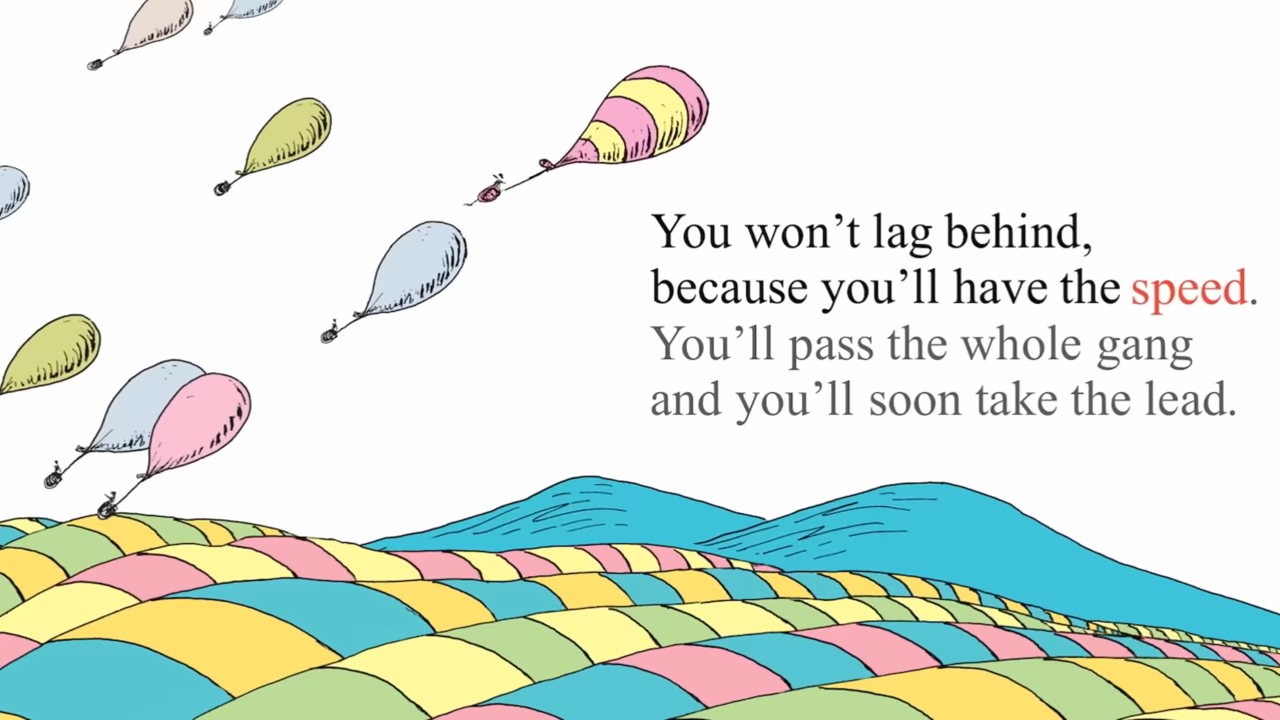 You won’t lag behind,
because you’ll have the speed.
You’ll pass the whole gang
and you’ll soon take the lead.